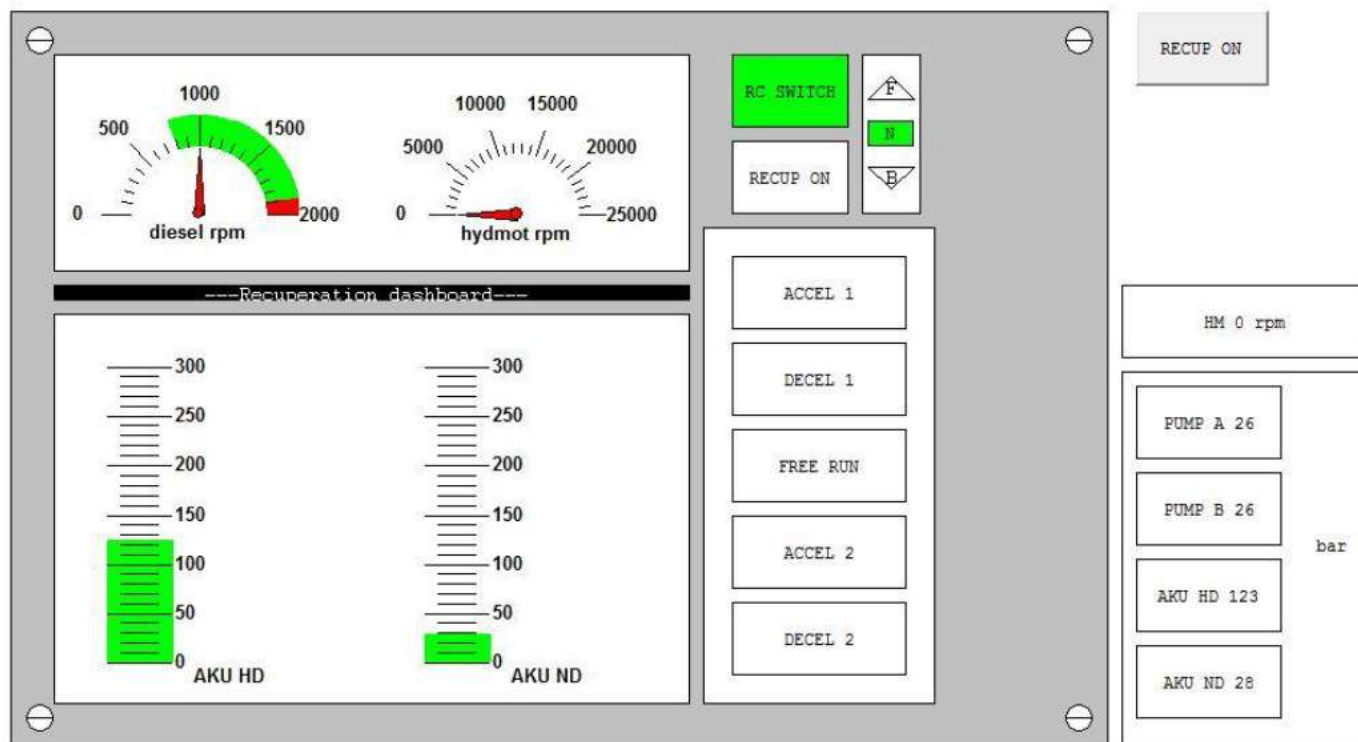 RECUP ON
RC SWITCH
F
N
B
RECUP ON
0
500
1000
1500
2000
diesel rpm
0
5000
10000
15000
20000
25000
hydmot rpm
---Recuperation dashboard---
300
250
200
150
100
50
0
AKU HD
300
250
200
150
100
50
0
AKU ND
ACCEL 1
DECEL 1
FREE RUN
ACCEL 2
DECEL 2
HM 0 rpm
PUMP A 26
PUMP B 26
bar
AKU HD 123
AKU ND 28